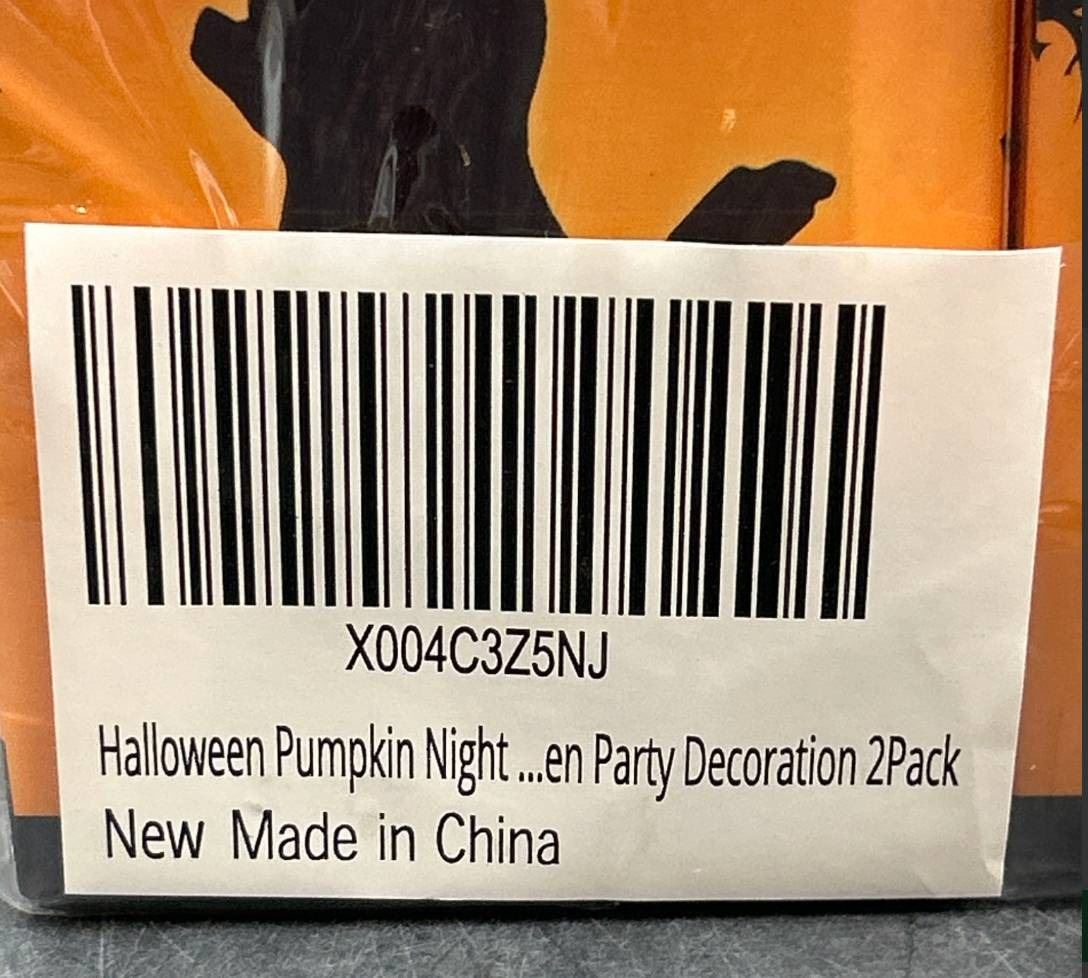 X004C3Z5NJ
Halloween Pumpkin Night ...en Party Decoration 2Pack
New Made in China